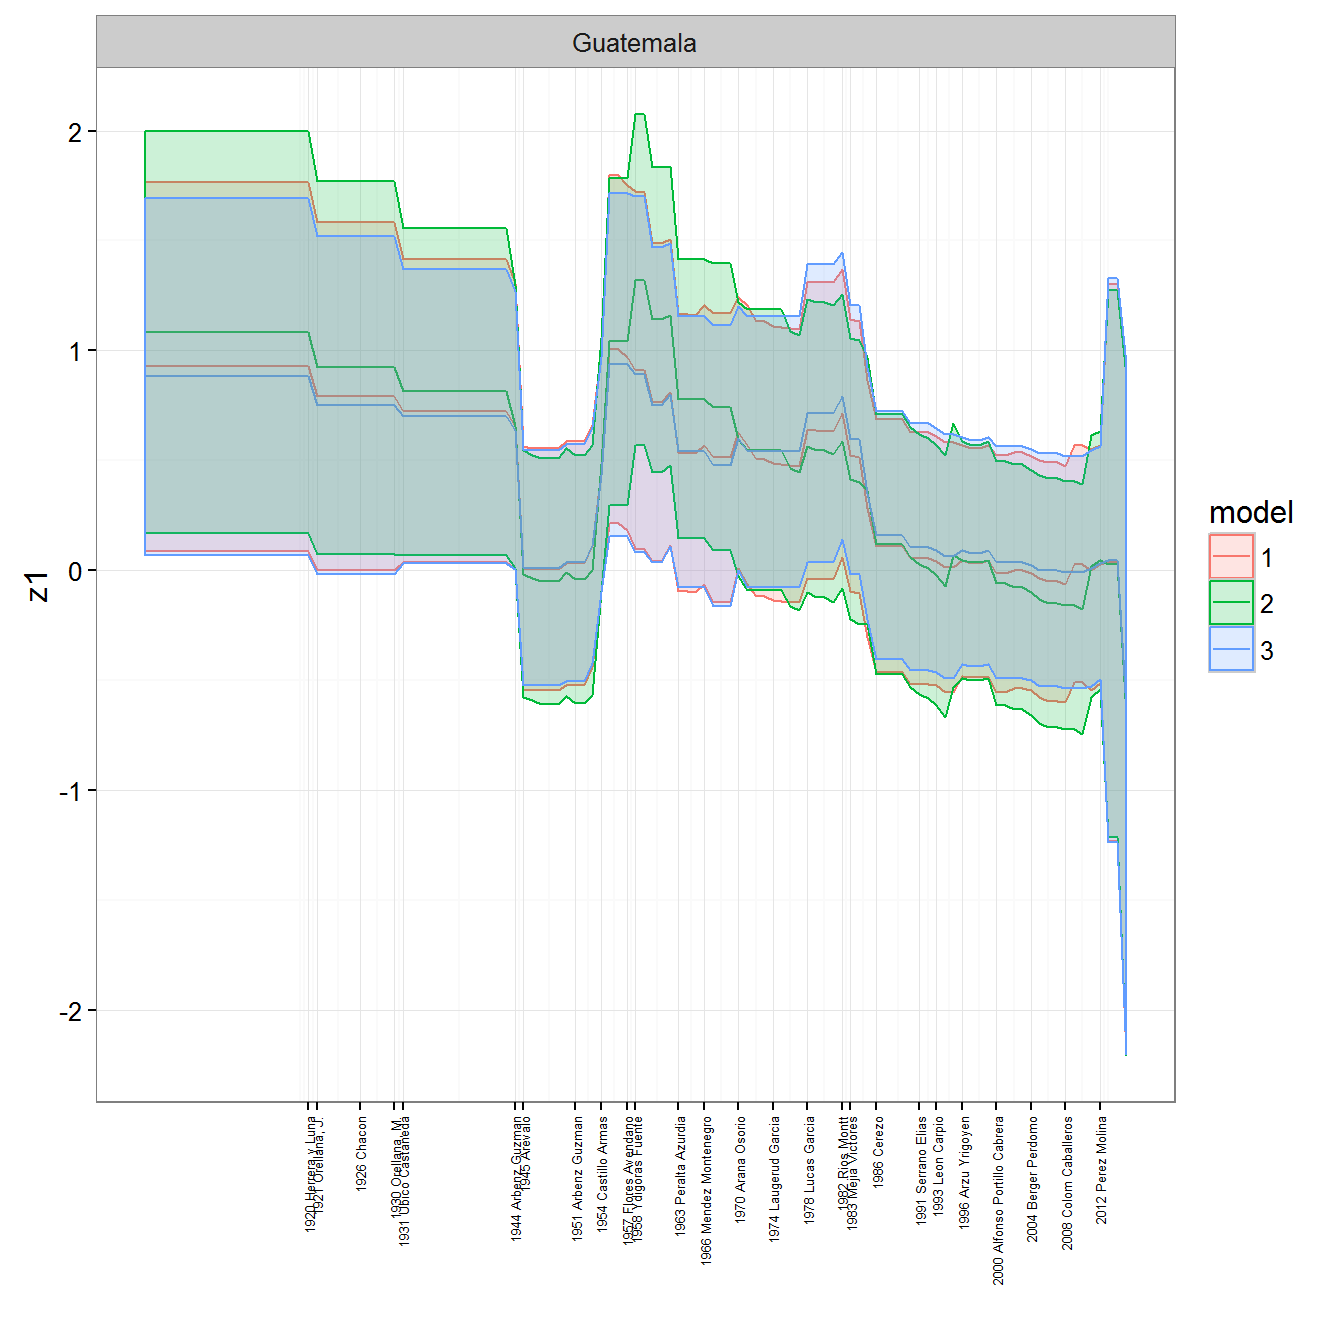 Guatemala
2
1
0
-1
-2
z1
model
1
2
3
1920 Herrera y Luna
1921 Orellana, J.
1926 Chacon
1930 Orellana, M.
1931 Ubico Castaneda
1944 Arbenz Guzman
1945 Arevalo
1951 Arbenz Guzman
1954 Castillo Armas
1957 Flores Avendano
1958 Ydigoras Fuente
1963 Peralta Azurdia
1966 Mendez Montenegro
1970 Arana Osorio
1974 Laugerud Garcia
1978 Lucas Garcia
1982 Rios Montt
1983 Mejia Victores
1986 Cerezo
1991 Serrano Elias
1993 Leon Carpio
1996 Arzu Yrigoyen
2000 Alfonso Portillo Cabrera
2004 Berger Perdomo
2008 Colom Caballeros
2012 Perez Molina